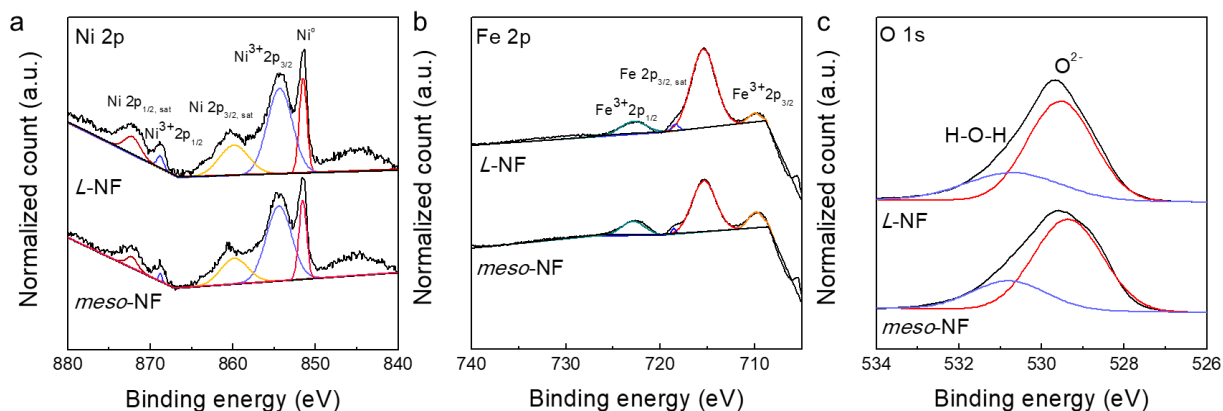 a
Ni 2p
Ni 2p1/2, sat
Ni3+2p1/2
Ni 2p3/2, sat
Ni3+2p3/2
Ni°
L-NF
meso-NF
Normalized count (a.u.)
880 870 860 850 840
Binding energy (eV)
b
Fe 2p
Fe3+2p1/2
Fe 2p3/2, sat
Fe3+2p3/2
L-NF
meso-NF
Normalized count (a.u.)
740 730 720 710
Binding energy (eV)
c
O 1s
O2-
H-O-H
L-NF
meso-NF
Normalized count (a.u.)
534 532 530 528 526
Binding energy (eV)